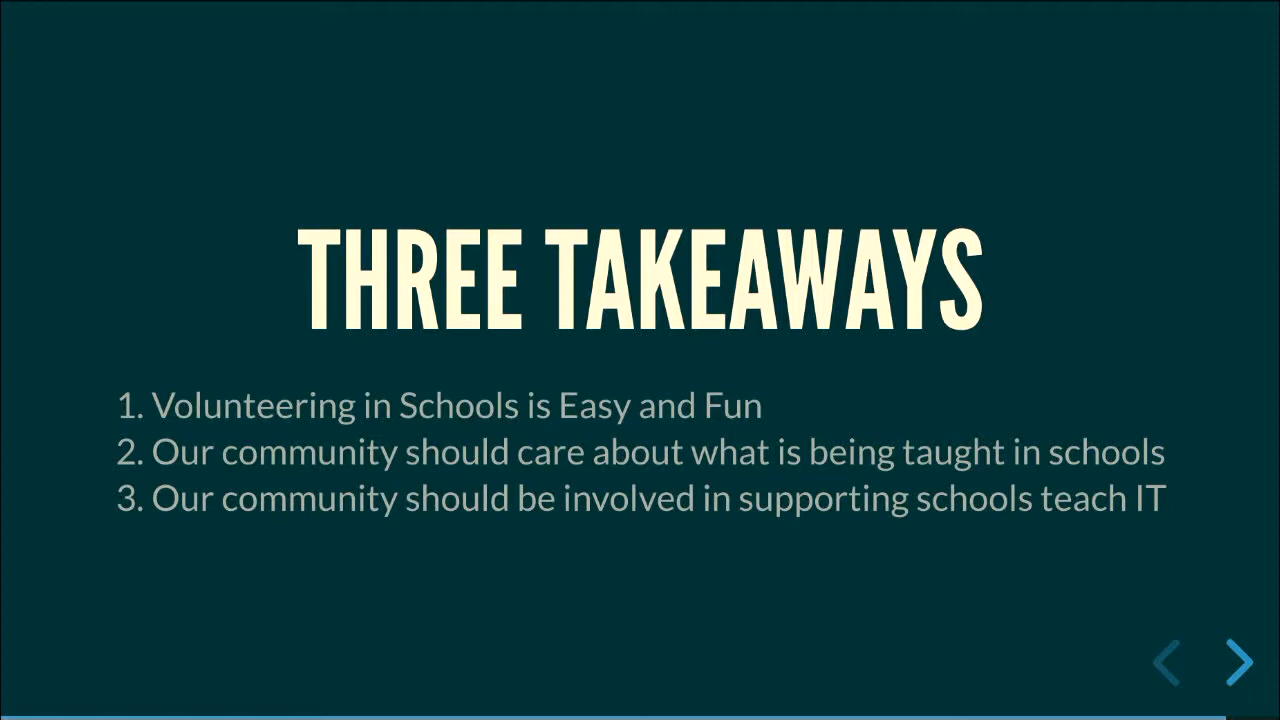 THREE TAKEAWAYS
1. Volunteering in Schools is Easy and Fun
2. Our community should care about what is being taught in schools
3. Our community should be involved in supporting schools teach IT